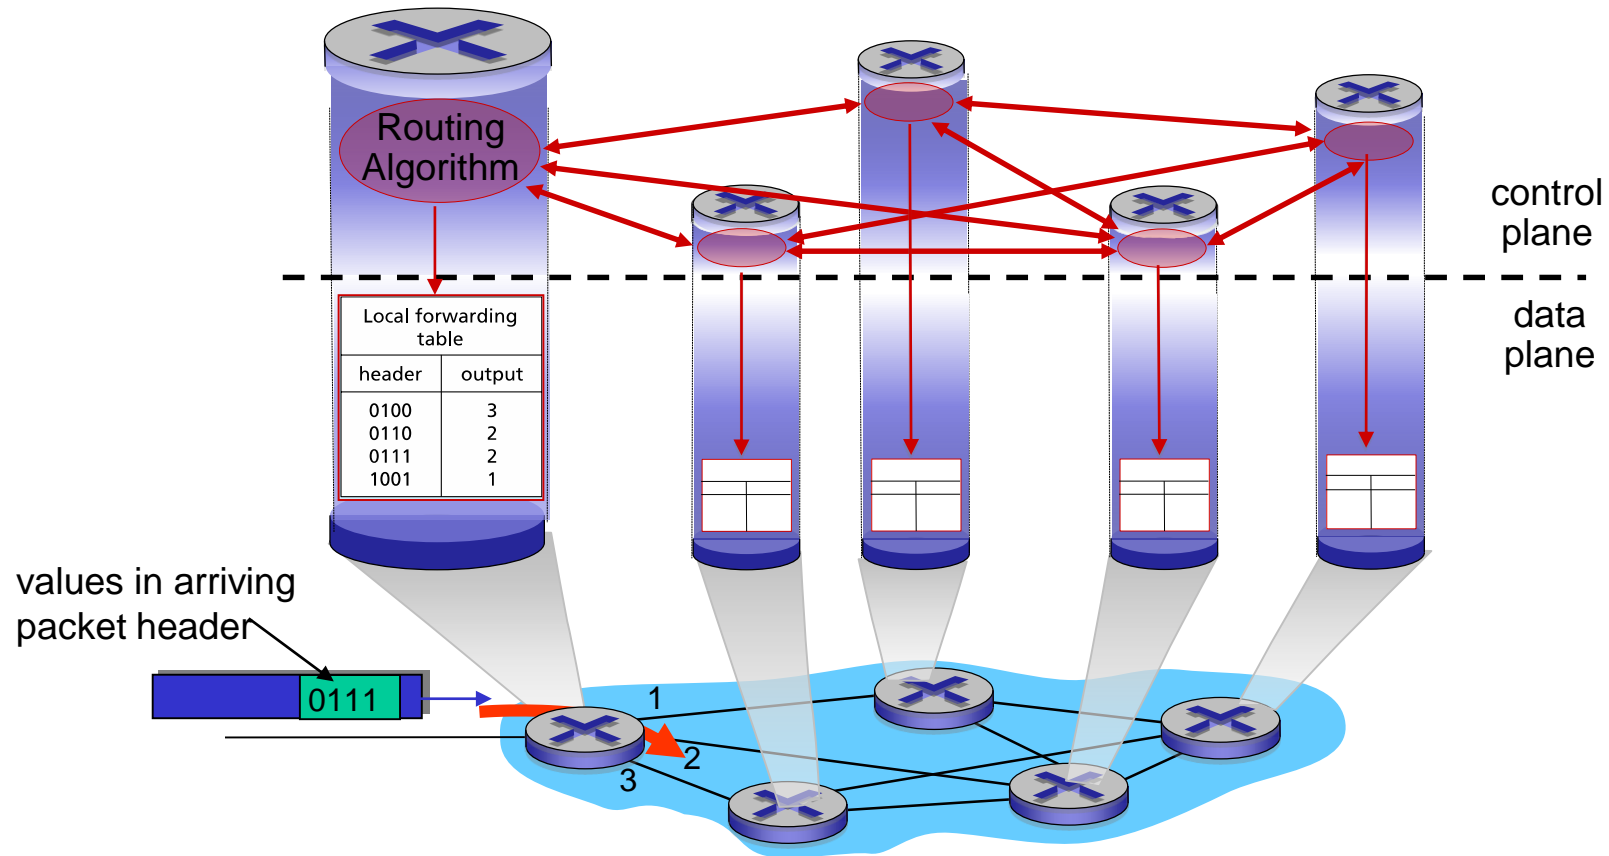 Routing
Algorithm
control
plane
data
plane
Local forwarding
table
header output
0100 3
0110 2
0111 2
1001 1
values in arriving
packet header
0111
1
2
3